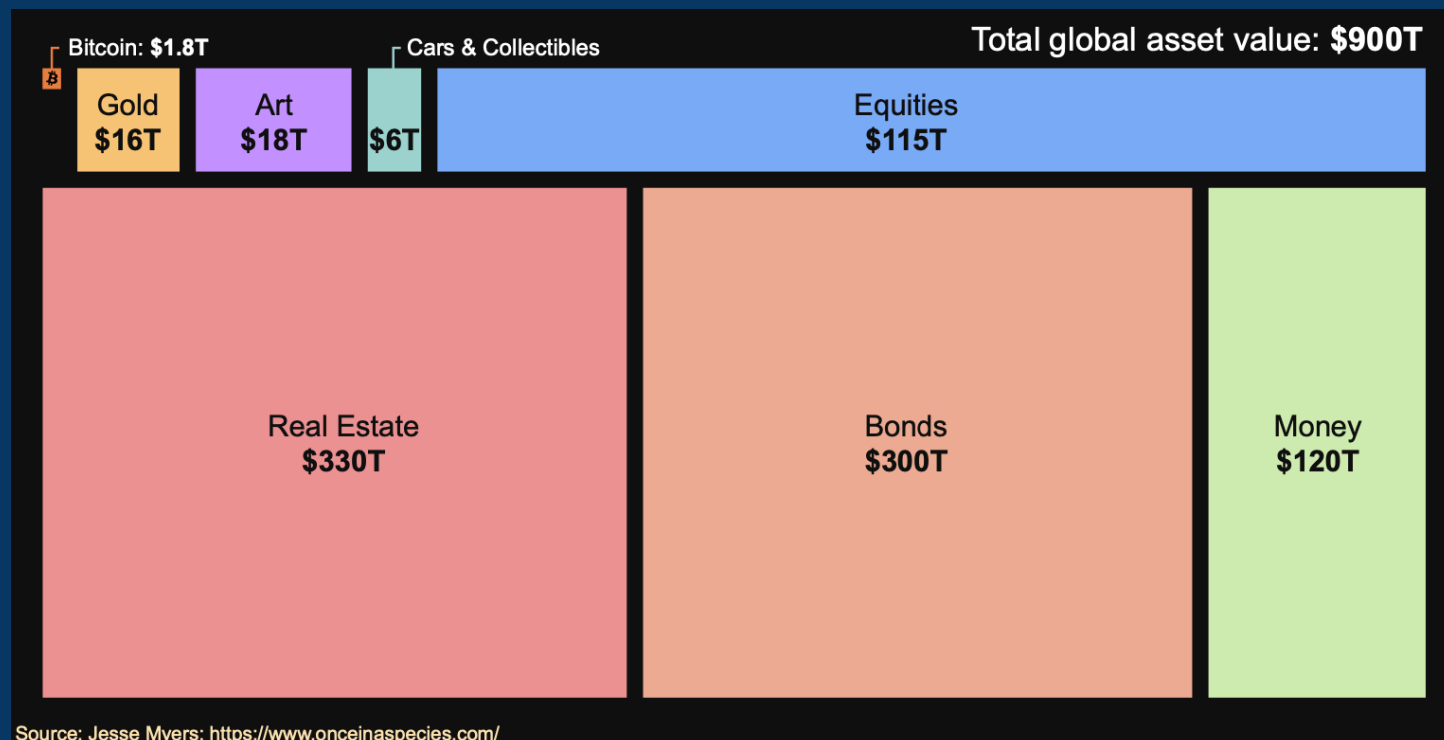 Total global asset value: $900T
Bitcoin: $1.8T
Cars & Collectibles
₿
Gold
$16T
Art
$18T
$6T
Equities
$115T
Real Estate
$330T
Bonds
$300T
Money
$120T
Source: Jesse Myers: https://www.onceinaspecies.com/